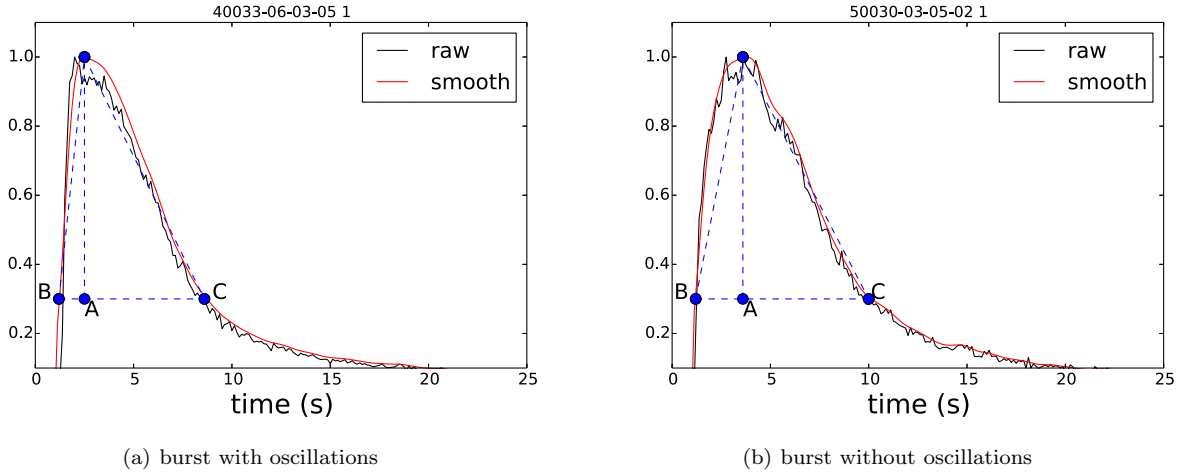 40033-06-03-05 1
raw
smooth
1.0
0.8
0.6
0.4
0.2
B
A
C
0 5 10 15 20 25
time (s)
(a) burst with oscillations
50030-03-05-02 1
raw
smooth
1.0
0.8
0.6
0.4
0.2
B
A
C
0 5 10 15 20 25
time (s)
(b) burst without oscillations